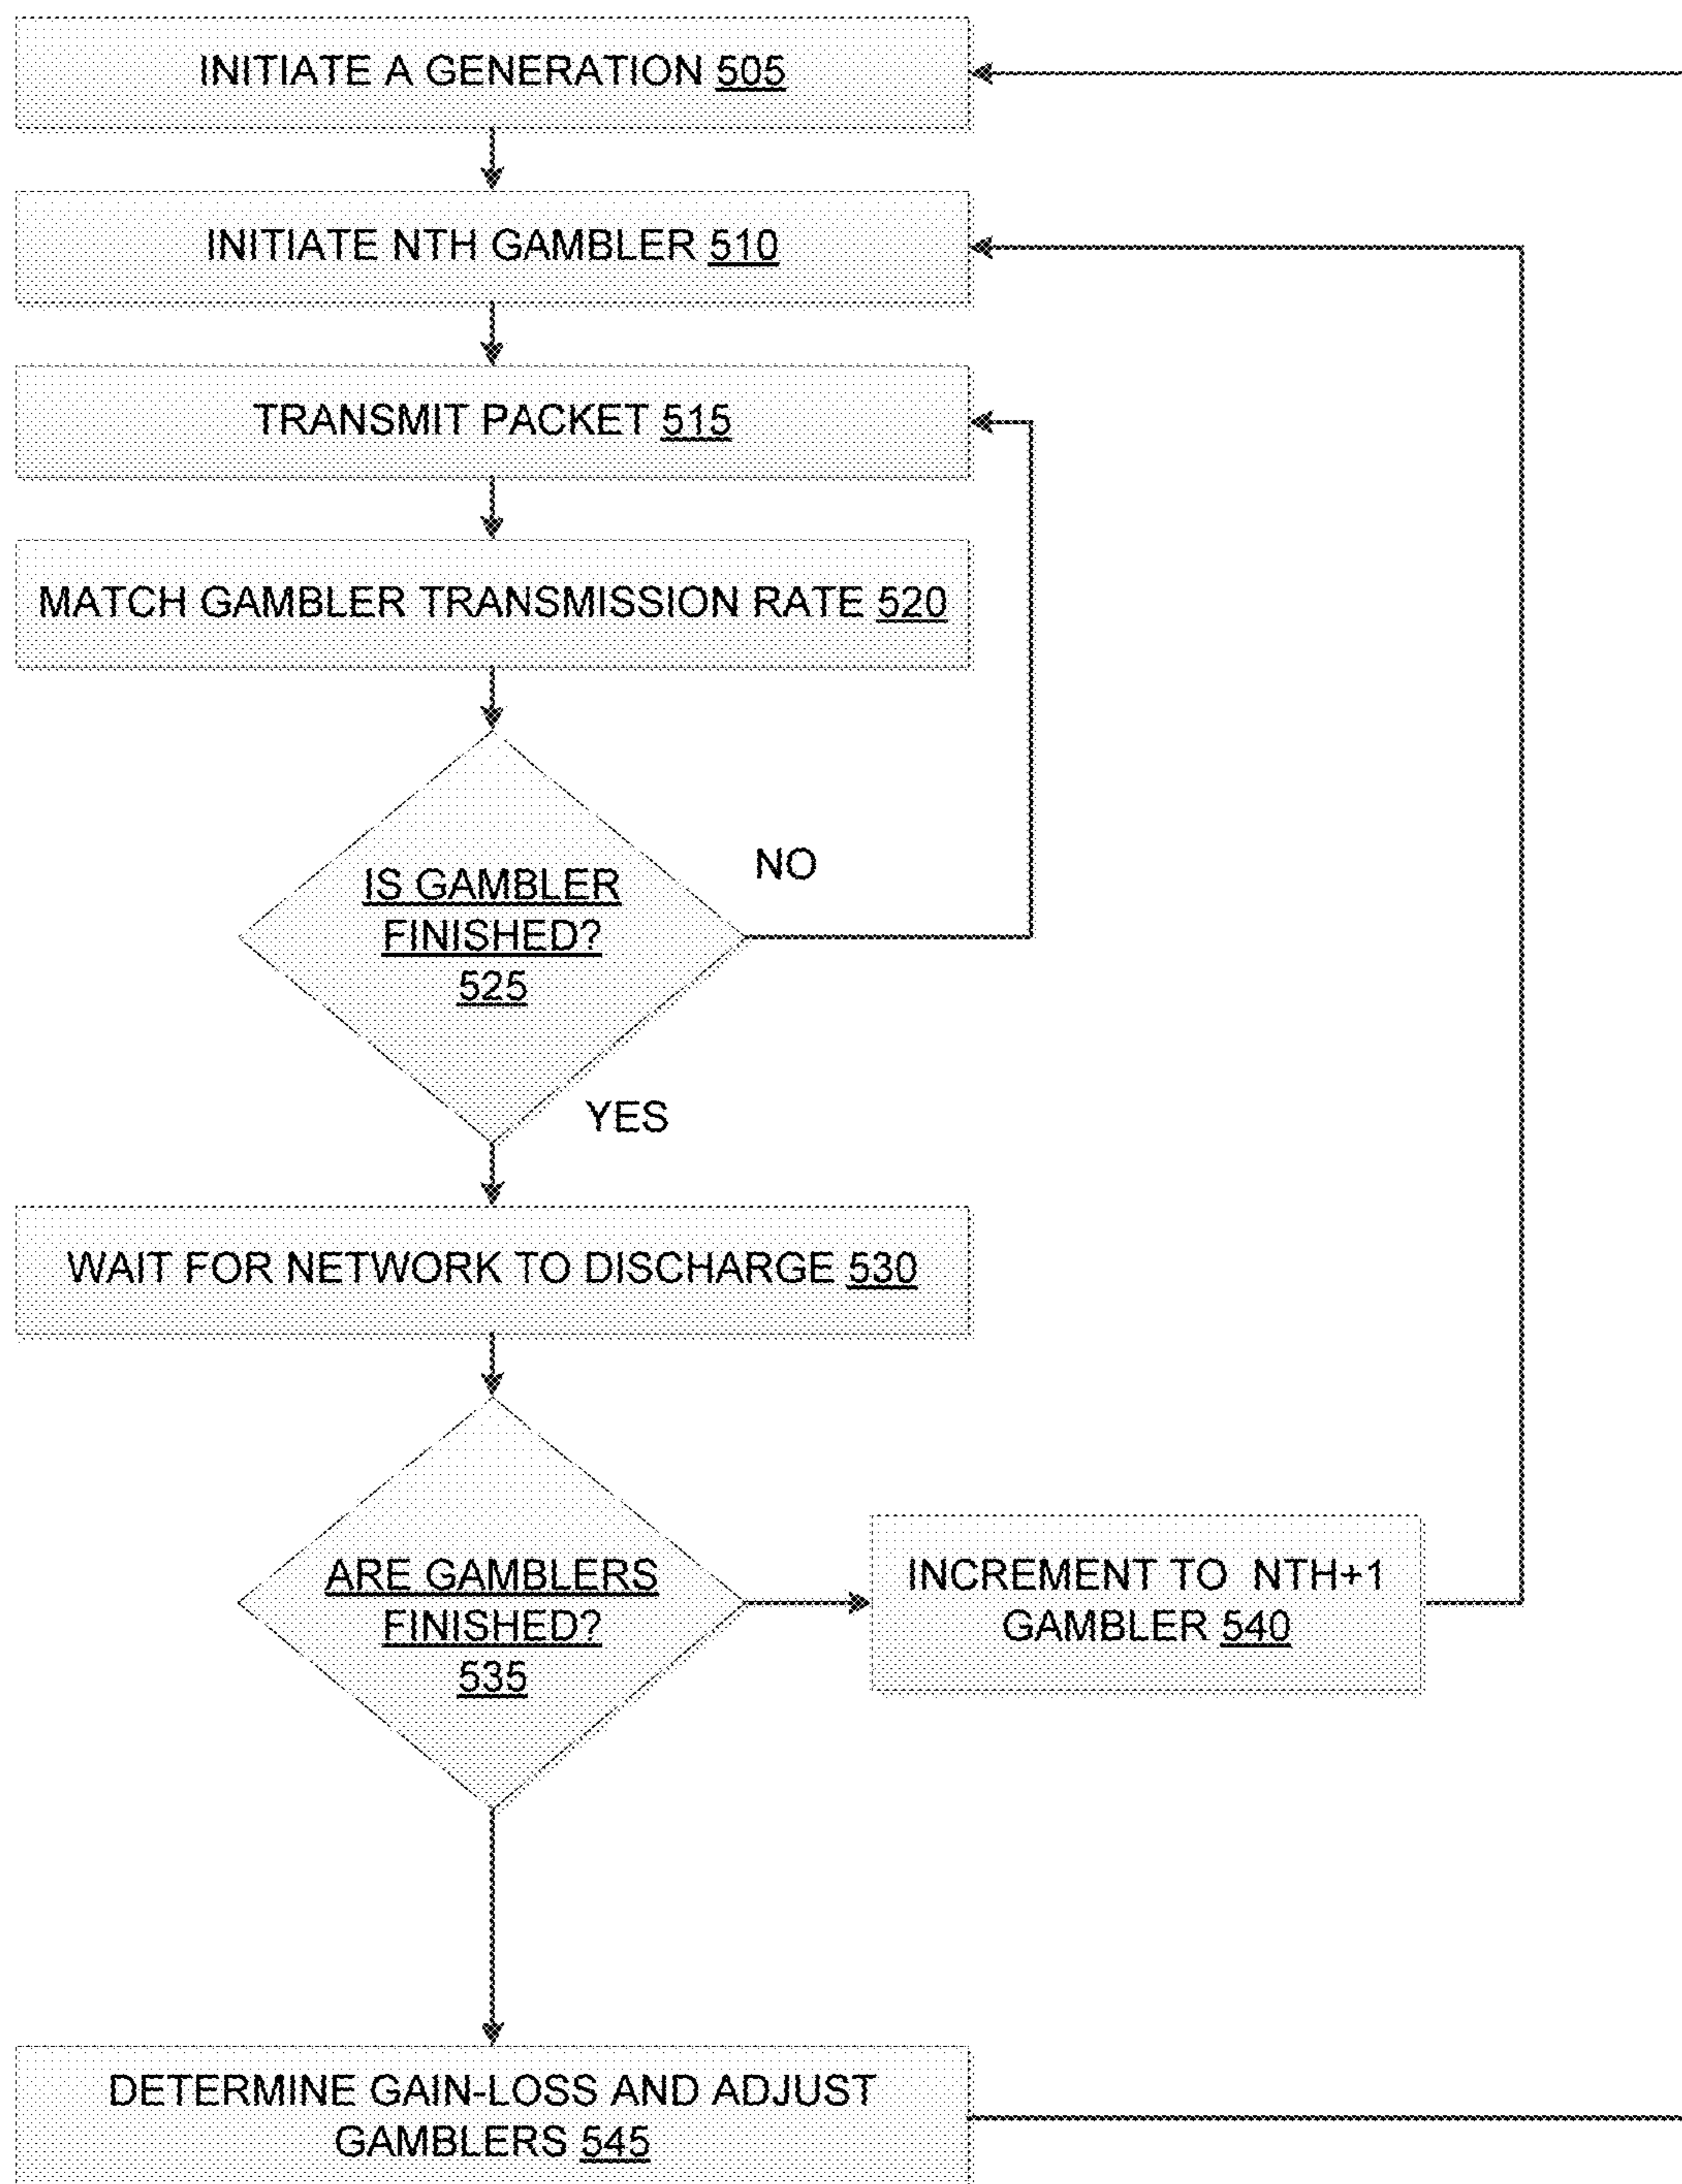 INITIATE A GENERATION 505
INITIATE NTH GAMBLER 510
TRANSMIT PACKET 515
MATCH GAMBLER TRANSMISSION RATE 520
IS GAMBLER
FINISHED?
525
NO
YES
WAIT FOR NETWORK TO DISCHARGE 530
ARE GAMBLERS
FINISHED?
535
INCREMENT TO NTH+1
GAMBLER 540
DETERMINE GAIN-LOSS AND ADJUST
GAMBLERS 545